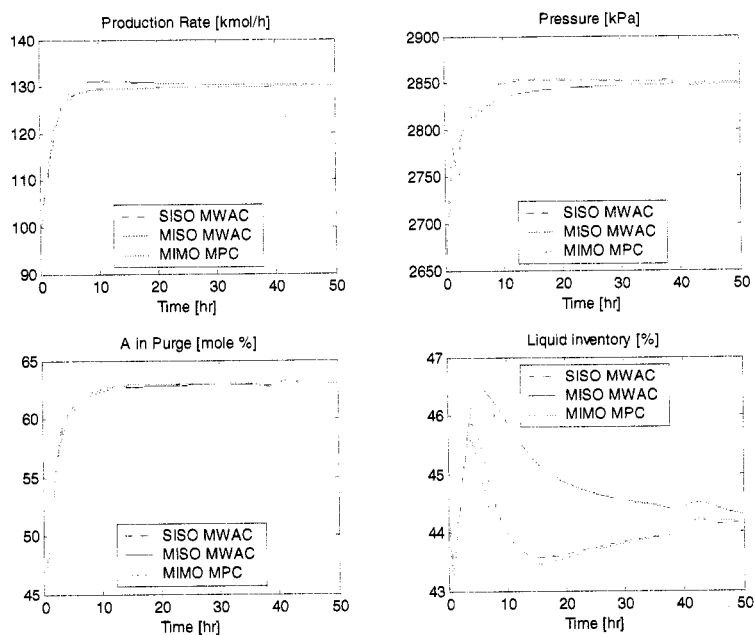 Production Rate [kmol/h]
140
130
120
110
100
90
0 10 20 30 40 50
Time [hr]
SISO MWAC
MISO MWAC
MIMO MPC
Pressure [kPa]
2900
2850
2800
2750
2700
2650
0 10 20 30 40 50
Time [hr]
SISO MWAC
MISO MWAC
MIMO MPC
A in Purge [mole %]
65
60
55
50
45
0 10 20 30 40 50
Time [hr]
SISO MWAC
MISO MWAC
MIMO MPC
Liquid inventory [%]
47
46
45
44
43
0 10 20 30 40 50
Time [hr]
SISO MWAC
MISO MWAC
MIMO MPC